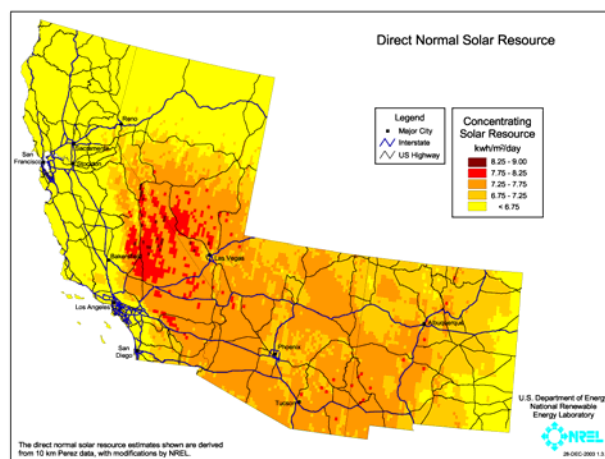 Direct Normal Solar Resource
Legend
Major City
Interstate
US Highway
Concentrating
Solar Resource
kwh/m²/day
8.25 - 9.00
7.75 - 8.25
7.25 - 7.75
6.75 - 7.25
< 6.75
Reno
Sacramento
San
Francisco
Stockton
Bakersfield
Las Vegas
Los Angeles
Albuquerque
San
Diego
Phoenix
Tucson
U.S. Department of Energy
National Renewable
Energy Laboratory
NREL
The direct normal solar resource estimates shown are derived
from 10 km Perez data, with modifications by NREL.